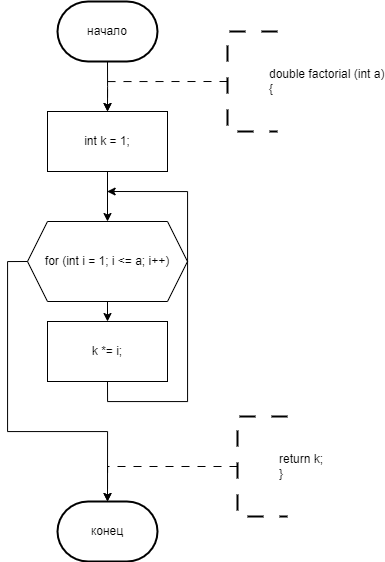 начало
double factorial (int a)
{
int k = 1;
for (int i = 1; i <= a; i++)
k *= i;
return k;
}
конец